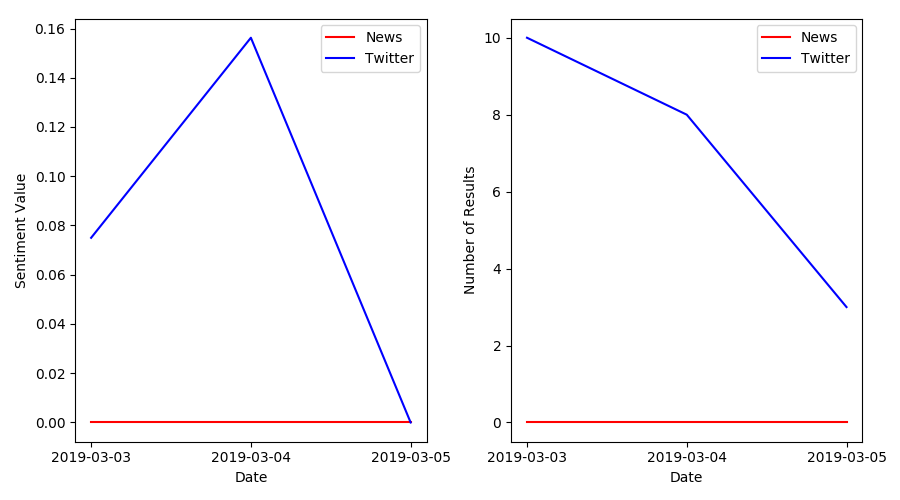 0.16
0.14
0.12
0.10
0.08
0.06
0.04
0.02
0.00
Sentiment Value
News
Twitter
2019-03-03 2019-03-04 2019-03-05
Date
10
8
6
4
2
0
Number of Results
News
Twitter
2019-03-03 2019-03-04 2019-03-05
Date